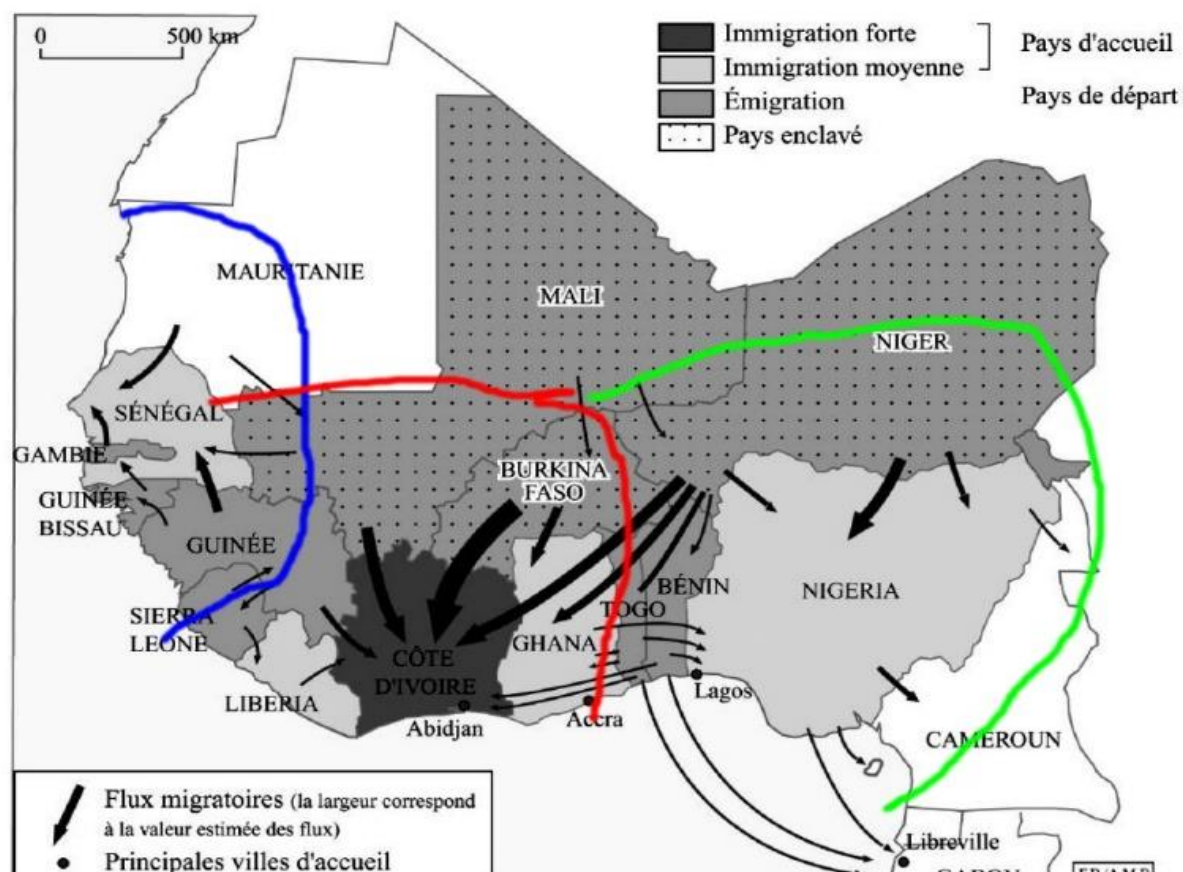 0 500 km
Immigration forte
Immigration moyenne
Pays d'accueil
Émigration
Pays de départ
Pays enclavé
MAURITANIE
MALI
NIGER
SÉNÉGAL
GAMBIE
GUINÉE
BISSAU
BURKINA
FASO
GUINÉE
BÉNIN
NIGERIA
TOGO
SIERRA
LEONE
GHANA
CÔTE
D'IVOIRE
LIBERIA
Lagos
Abidjan
Accra
CAMEROUN
Flux migratoires (la largeur correspond
à la valeur estimée des flux)
Principales villes d'accueil
Libreville
GABON